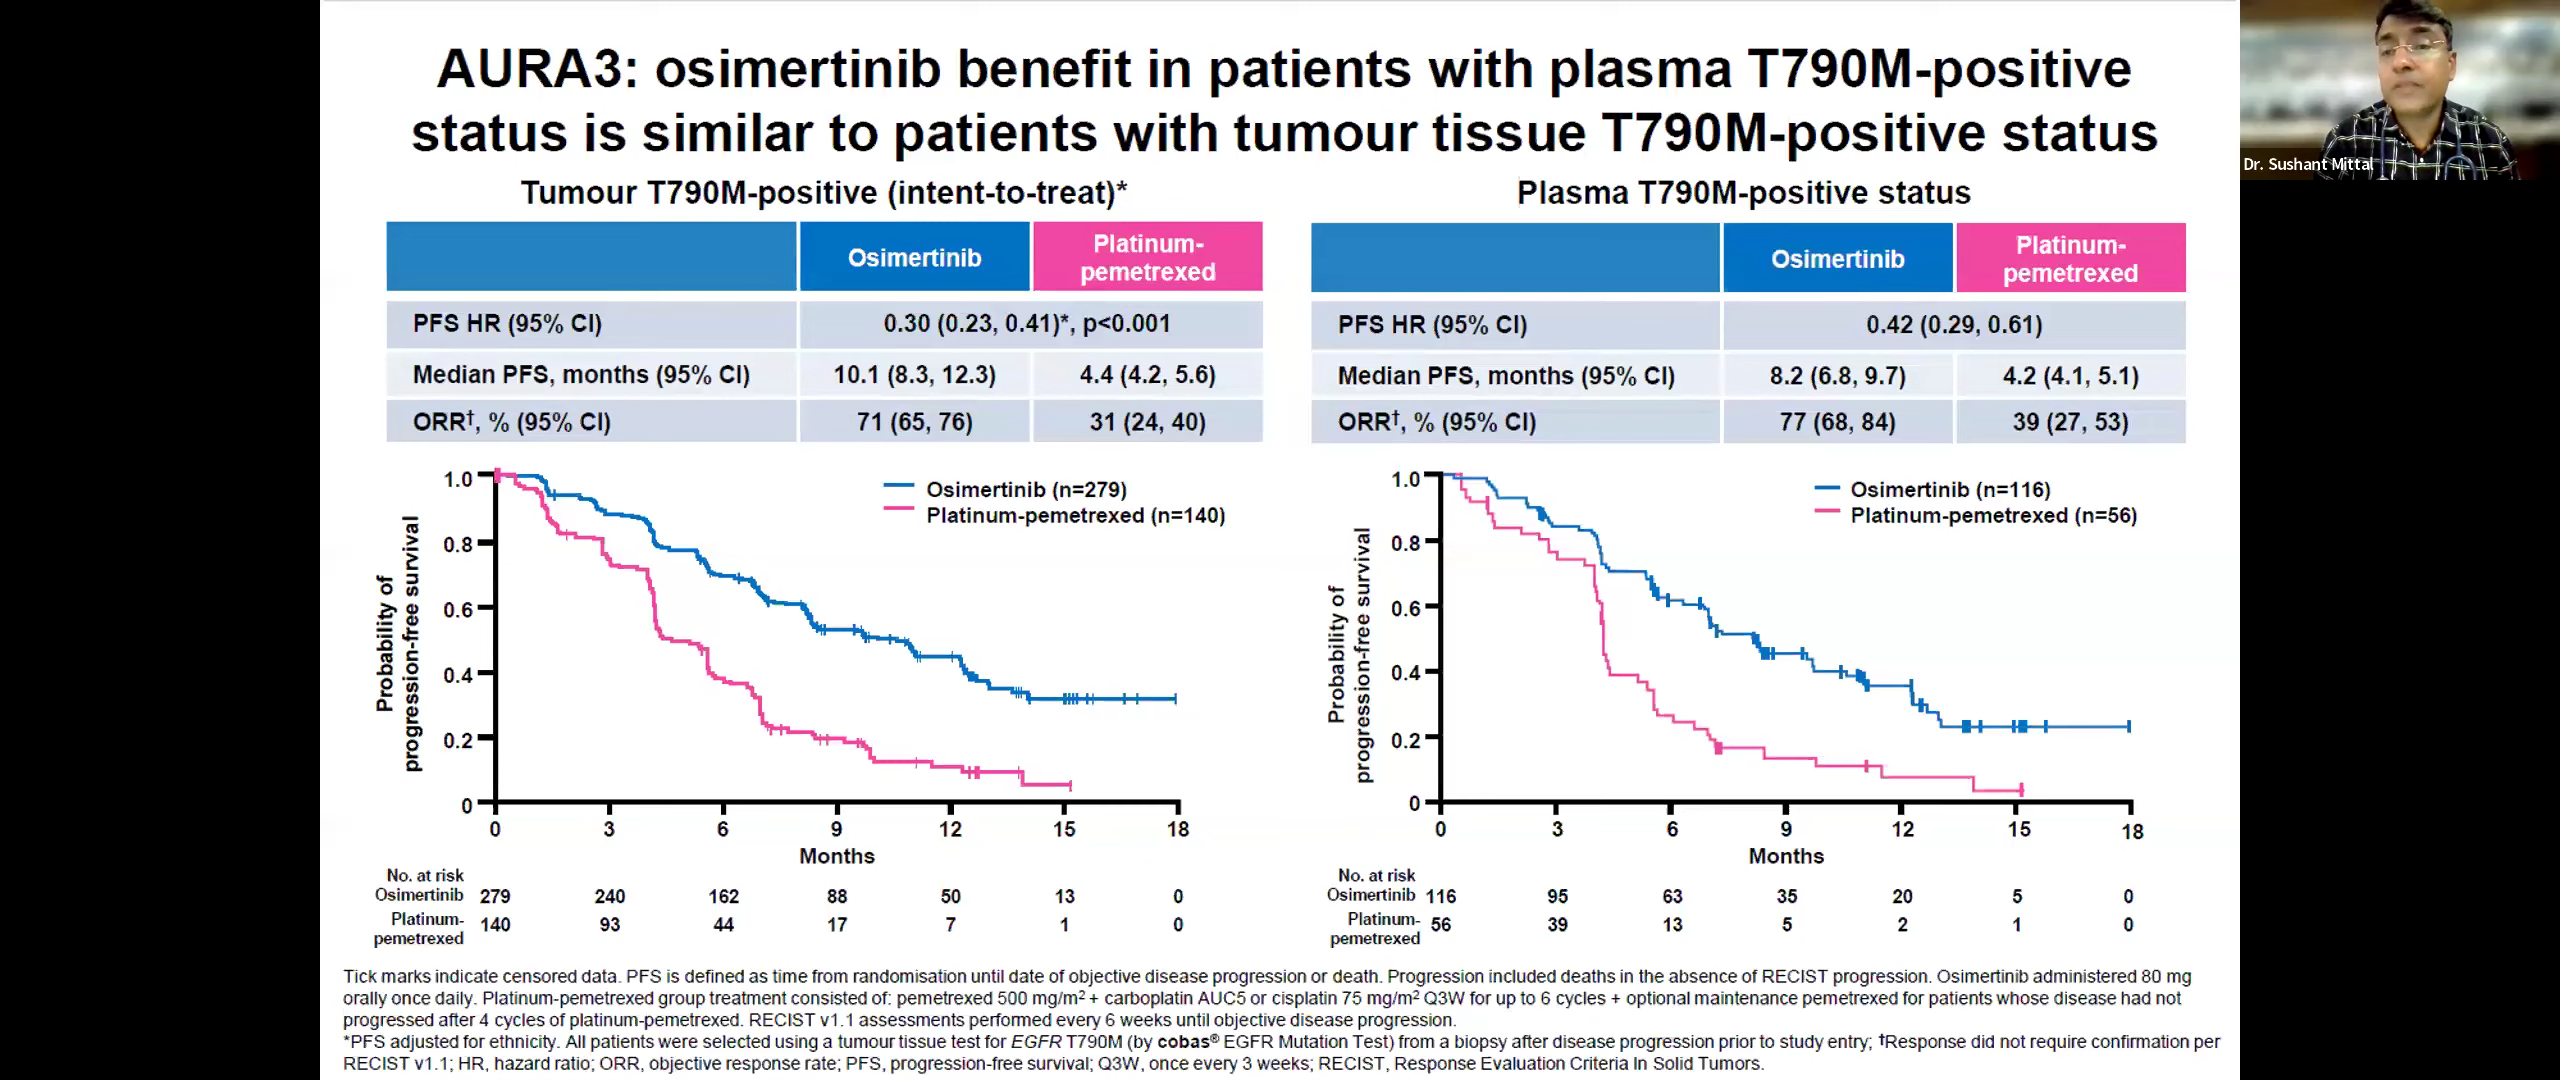 AURA3: osimertinib benefit in patients with plasma T790M-positive
status is similar to patients with tumour tissue T790M-positive status
Dr. Sushant Mittal
Tumour T790M-positive (intent-to-treat)*
Osimertinib
Platinum-
pemetrexed
PFS HR (95% CI)
0.30 (0.23, 0.41)*, p<0.001
Median PFS, months (95% CI)
10.1 (8.3, 12.3)
4.4 (4.2, 5.6)
ORR†, % (95% CI)
71 (65, 76)
31 (24, 40)
Plasma T790M-positive status
Osimertinib
Platinum-
pemetrexed
PFS HR (95% CI)
0.42 (0.29, 0.61)
Median PFS, months (95% CI)
8.2 (6.8, 9.7)
4.2 (4.1, 5.1)
ORR†, % (95% CI)
77 (68, 84)
39 (27, 53)
Probability of
progression-free survival
1.0
0.8
0.6
0.4
0.2
0
Osimertinib (n=279)
Platinum-pemetrexed (n=140)
0 3 6 9 12 15 18
Months
No. at risk
Osimertinib 279 240 162 88 50 13 0
Platinum-
pemetrexed 140 93 44 17 7 1 0
Probability of
progression-free survival
1.0
0.8
0.6
0.4
0.2
0
Osimertinib (n=116)
Platinum-pemetrexed (n=56)
0 3 6 9 12 15 18
Months
No. at risk
Osimertinib 116 95 63 35 20 5 0
Platinum-
pemetrexed 56 39 13 5 2 1 0
Tick marks indicate censored data. PFS is defined as time from randomisation until date of objective disease progression or death. Progression included deaths in the absence of RECIST progression. Osimertinib administered 80 mg
orally once daily. Platinum-pemetrexed group treatment consisted of: pemetrexed 500 mg/m² + carboplatin AUC5 or cisplatin 75 mg/m² Q3W for up to 6 cycles + optional maintenance pemetrexed for patients whose disease had not
progressed after 4 cycles of platinum-pemetrexed. RECIST v1.1 assessments performed every 6 weeks until objective disease progression.
*PFS adjusted for ethnicity. All patients were selected using a tumour tissue test for EGFR T790M (by cobas® EGFR Mutation Test) from a biopsy after disease progression prior to study entry; †Response did not require confirmation per
RECIST v1.1; HR, hazard ratio; ORR, objective response rate; PFS, progression-free survival; Q3W, once every 3 weeks; RECIST, Response Evaluation Criteria In Solid Tumors.